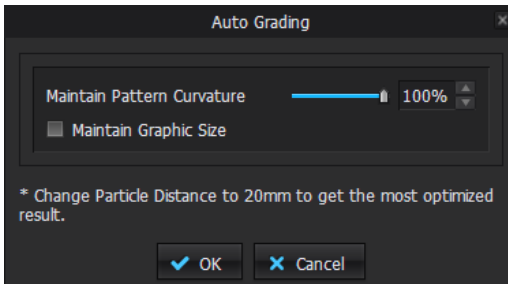 Auto Grading
Maintain Pattern Curvature 100%
Maintain Graphic Size
* Change Particle Distance to 20mm to get the most optimized
result.
OK Cancel